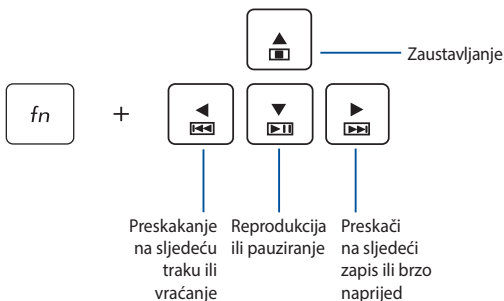 Zaustavljanje
fn +
Preskakanje
na sljedeću
traku ili
vraćanje
Reprodukcija
ili pauziranje
Preskači
na sljedeći
zapis ili brzo
naprijed